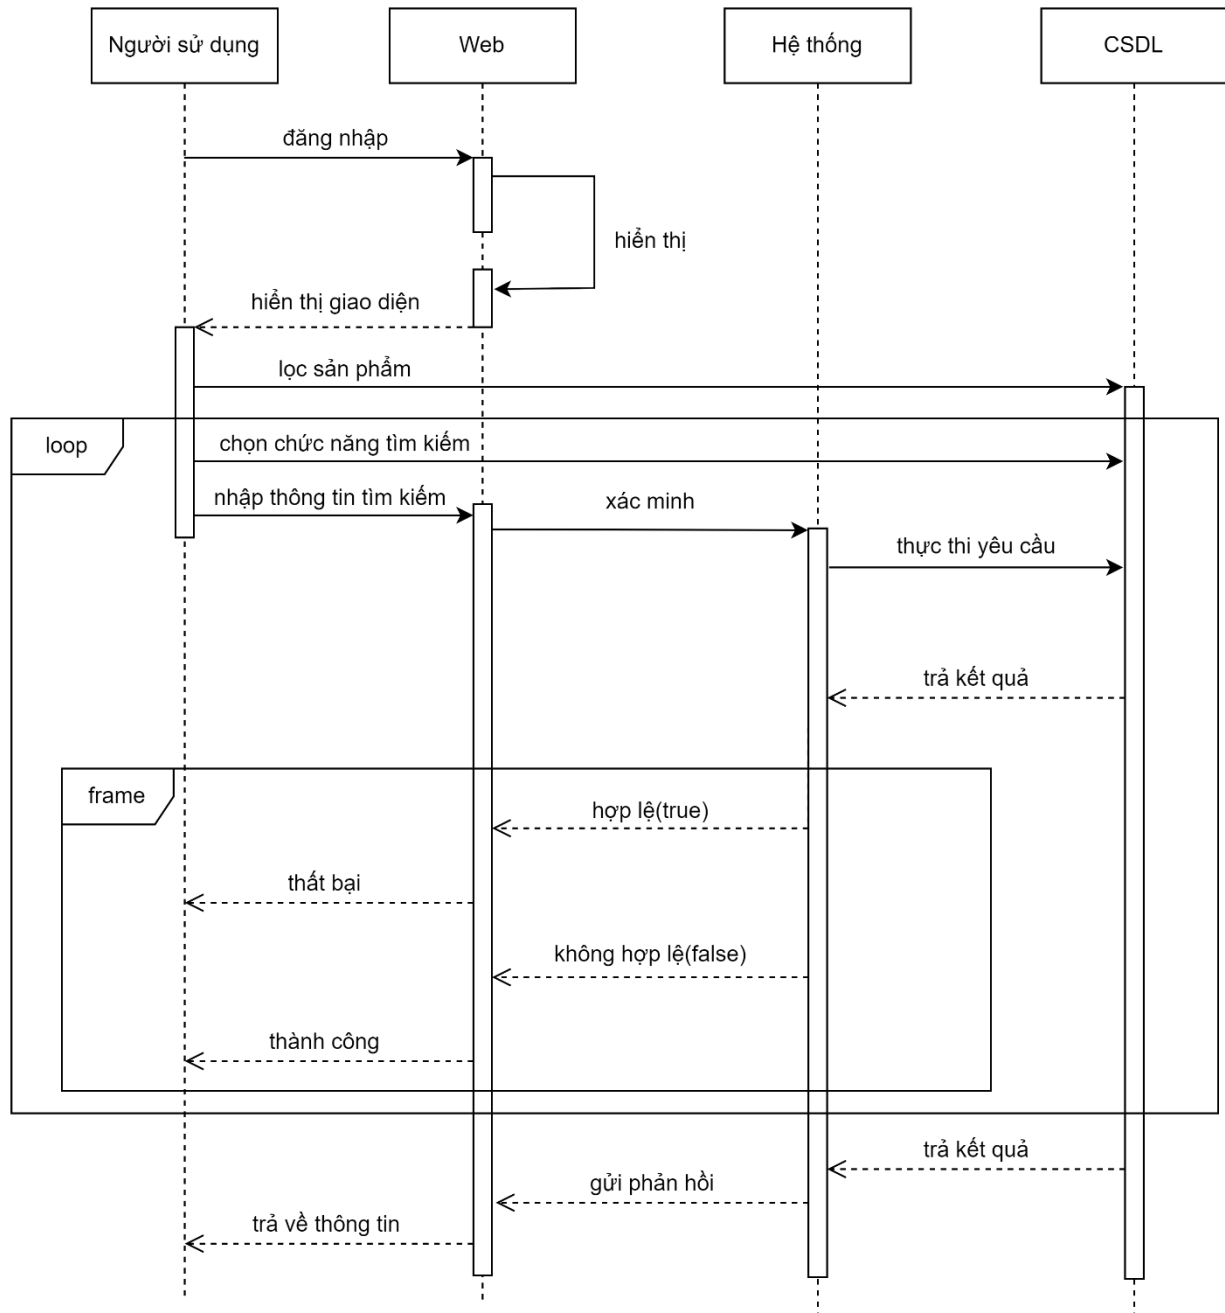 Người sử dụng
Web
Hệ thống
CSDL
đăng nhập
hiển thị
hiển thị giao diện
lọc sản phẩm
loop
chọn chức năng tìm kiếm
nhập thông tin tìm kiếm
xác minh
thực thi yêu cầu
trả kết quả
frame
hợp lệ(true)
thất bại
không hợp lệ(false)
thành công
trả kết quả
gửi phản hồi
trả về thông tin